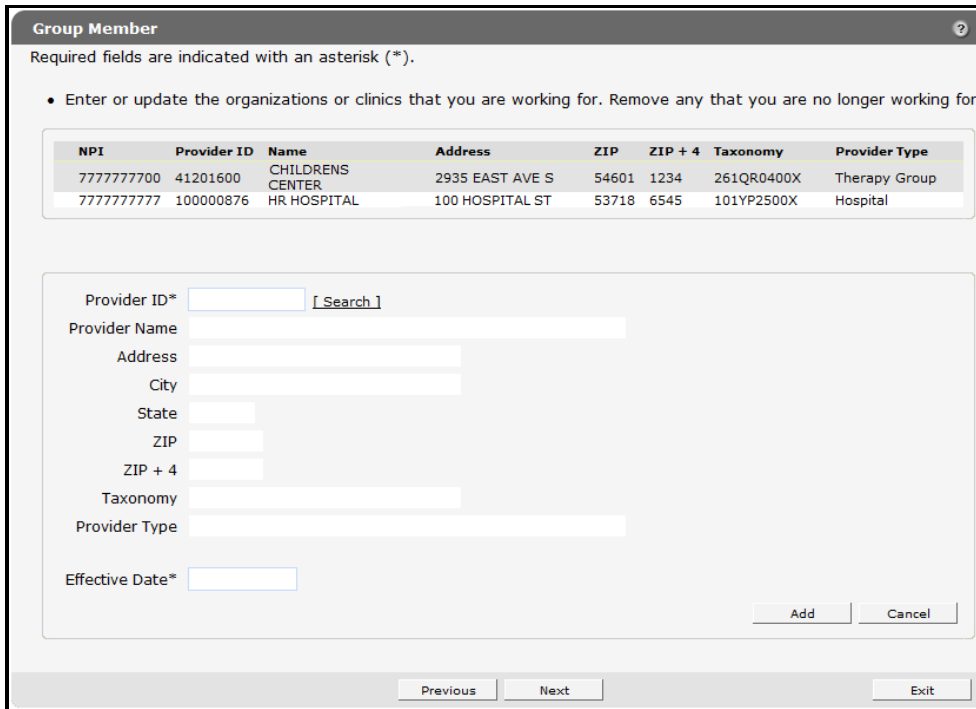 Group Member ?
Required fields are indicated with an asterisk (*).
• Enter or update the organizations or clinics that you are working for. Remove any that you are no longer working for
NPI Provider ID Name Address ZIP ZIP + 4 Taxonomy Provider Type
7777777700 41201600 CHILDRENS CENTER 2935 EAST AVE S 54601 1234 261QR0400X Therapy Group
7777777777 100000876 HR HOSPITAL 100 HOSPITAL ST 53718 6545 101YP2500X Hospital
Provider ID* [ Search ]
Provider Name
Address
City
State
ZIP
ZIP + 4
Taxonomy
Provider Type
Effective Date*
Add Cancel
Previous Next Exit